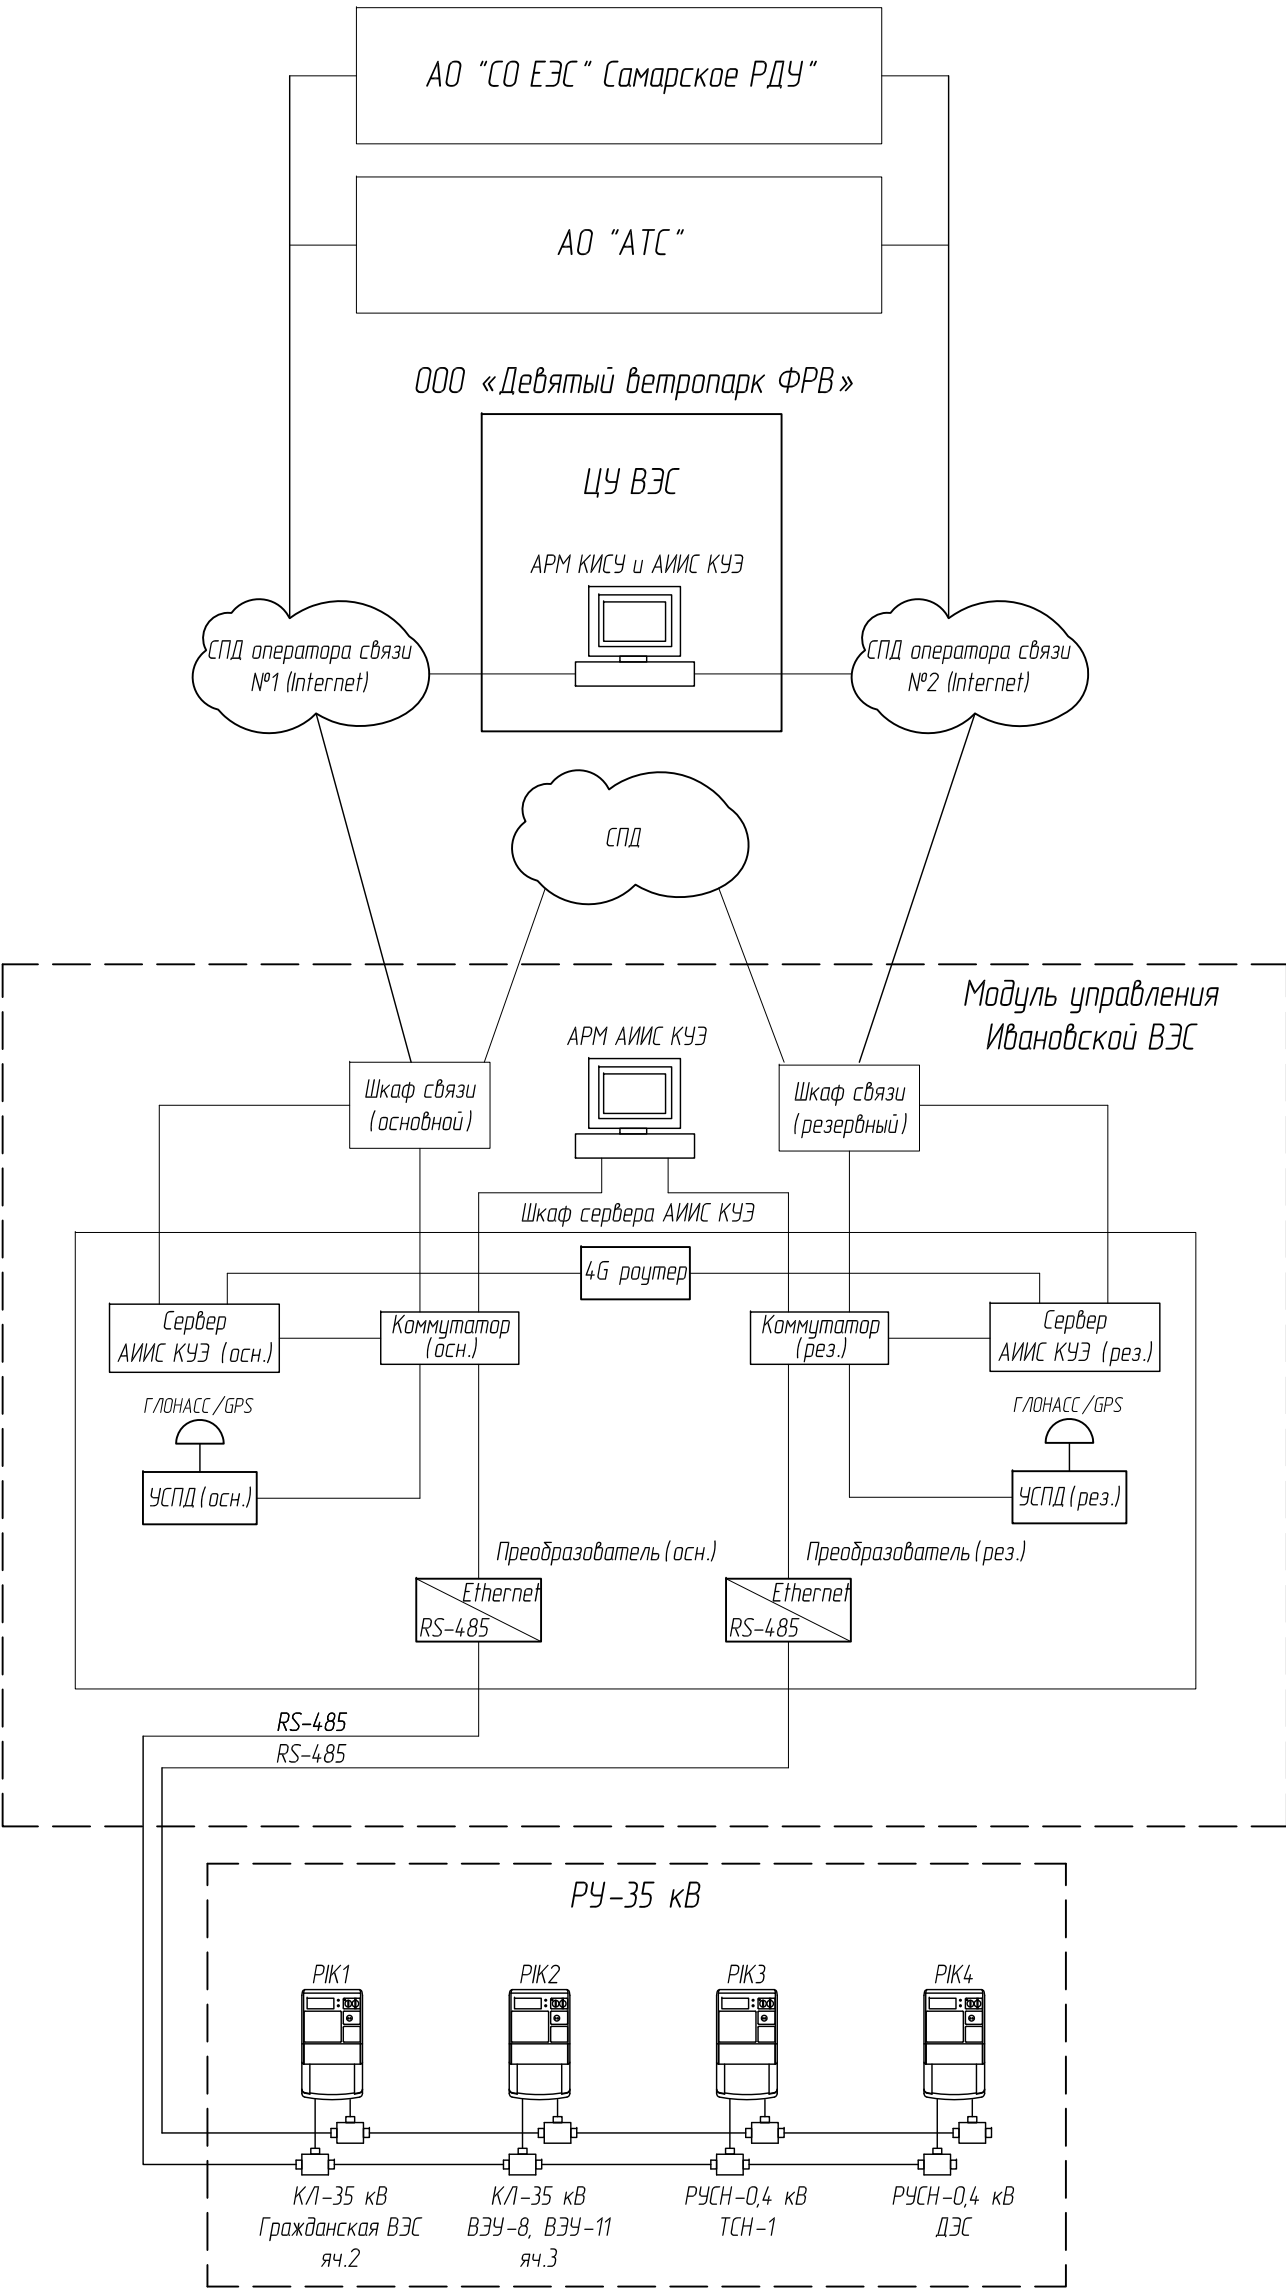 АО "СО ЕЭС" Самарское РДУ"
АО "АТС"
ООО «Девятый ветропарк ФРВ»
ЦУ ВЭС
АРМ КИСУ и АИИС КУЭ
СПД оператора связи
№1 (Internet)
СПД оператора связи
№2 (Internet)
СПД
Модуль управления
Ивановской ВЭС
АРМ АИИС КУЭ
Шкаф связи
(основной)
Шкаф связи
(резервный)
Шкаф сервера АИИС КУЭ
4G роутер
Сервер
АИИС КУЭ (осн.)
Коммутатор
(осн.)
Коммутатор
(рез.)
Сервер
АИИС КУЭ (рез.)
ГЛОНАСС/GPS
ГЛОНАСС/GPS
УСПД(осн.)
УСПД(рез.)
Преобразователь(осн.)
Преобразователь(рез.)
Ethernet
RS-485
Ethernet
RS-485
RS-485
RS-485
РУ-35 кВ
PIK1
PIK2
PIK3
PIK4
КЛ-35 кВ
Гражданская ВЭС
яч.2
КЛ-35 кВ
ВЭУ-8, ВЭУ-11
яч.3
РУСН-0,4 кВ
ТСН-1
РУСН-0,4 кВ
ДЭС